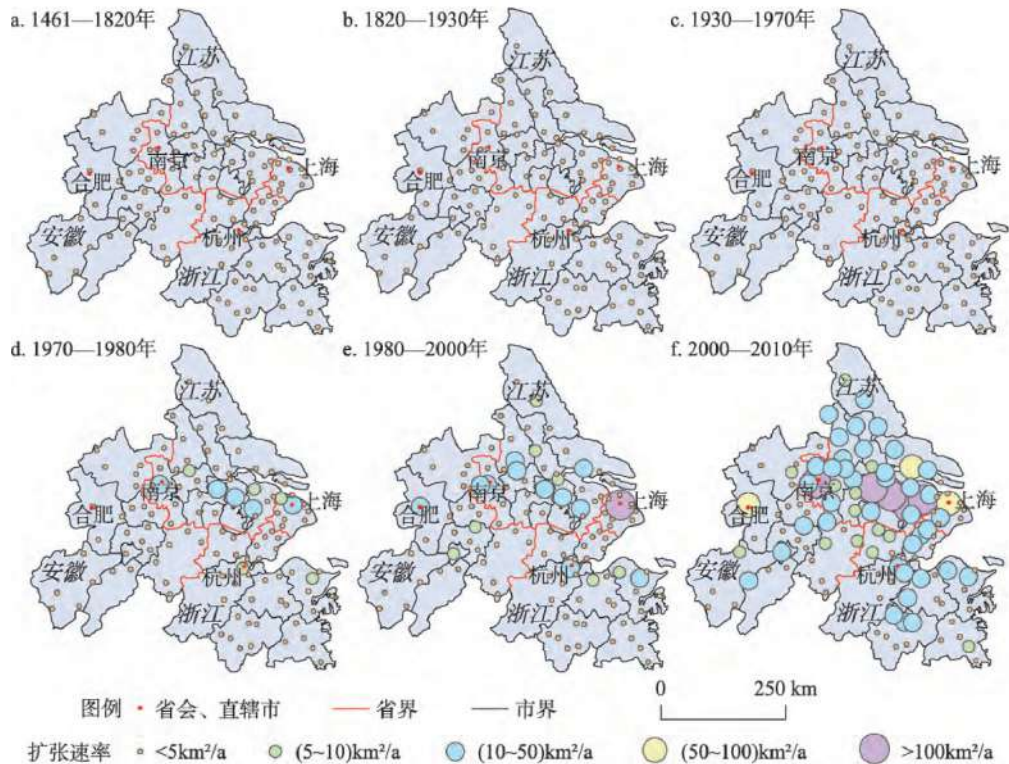 a. 1461—1820年
b. 1820—1930年
c. 1930—1970年
江苏
江苏
江苏
南京
上海
南京
上海
南京
上海
合肥
合肥
合肥
安徽
杭州
安徽
杭州
安徽
杭州
浙江
浙江
浙江
d. 1970—1980年
e. 1980—2000年
f. 2000—2010年
江苏
江苏
江苏
南京
上海
南京
上海
南京
上海
合肥
合肥
合肥
安徽
杭州
安徽
杭州
安徽
杭州
浙江
浙江
浙江
0 250 km
图例 省会、直辖市 省界 市界
扩张速率 <5km²/a (5~10)km²/a (10~50)km²/a (50~100)km²/a >100km²/a